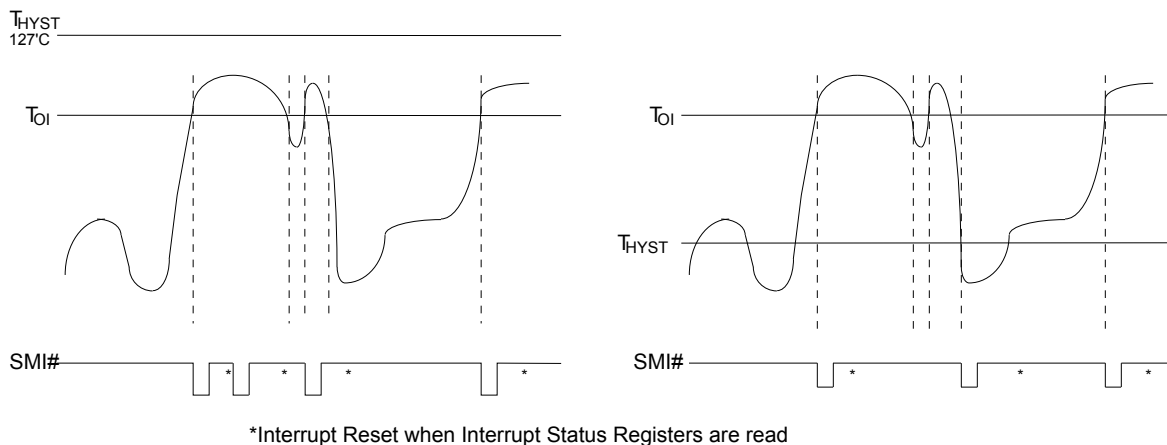 THYST
127'C
TOI
TOI
THYST
SMI#
* * * *
SMI#
* * *
*Interrupt Reset when Interrupt Status Registers are read